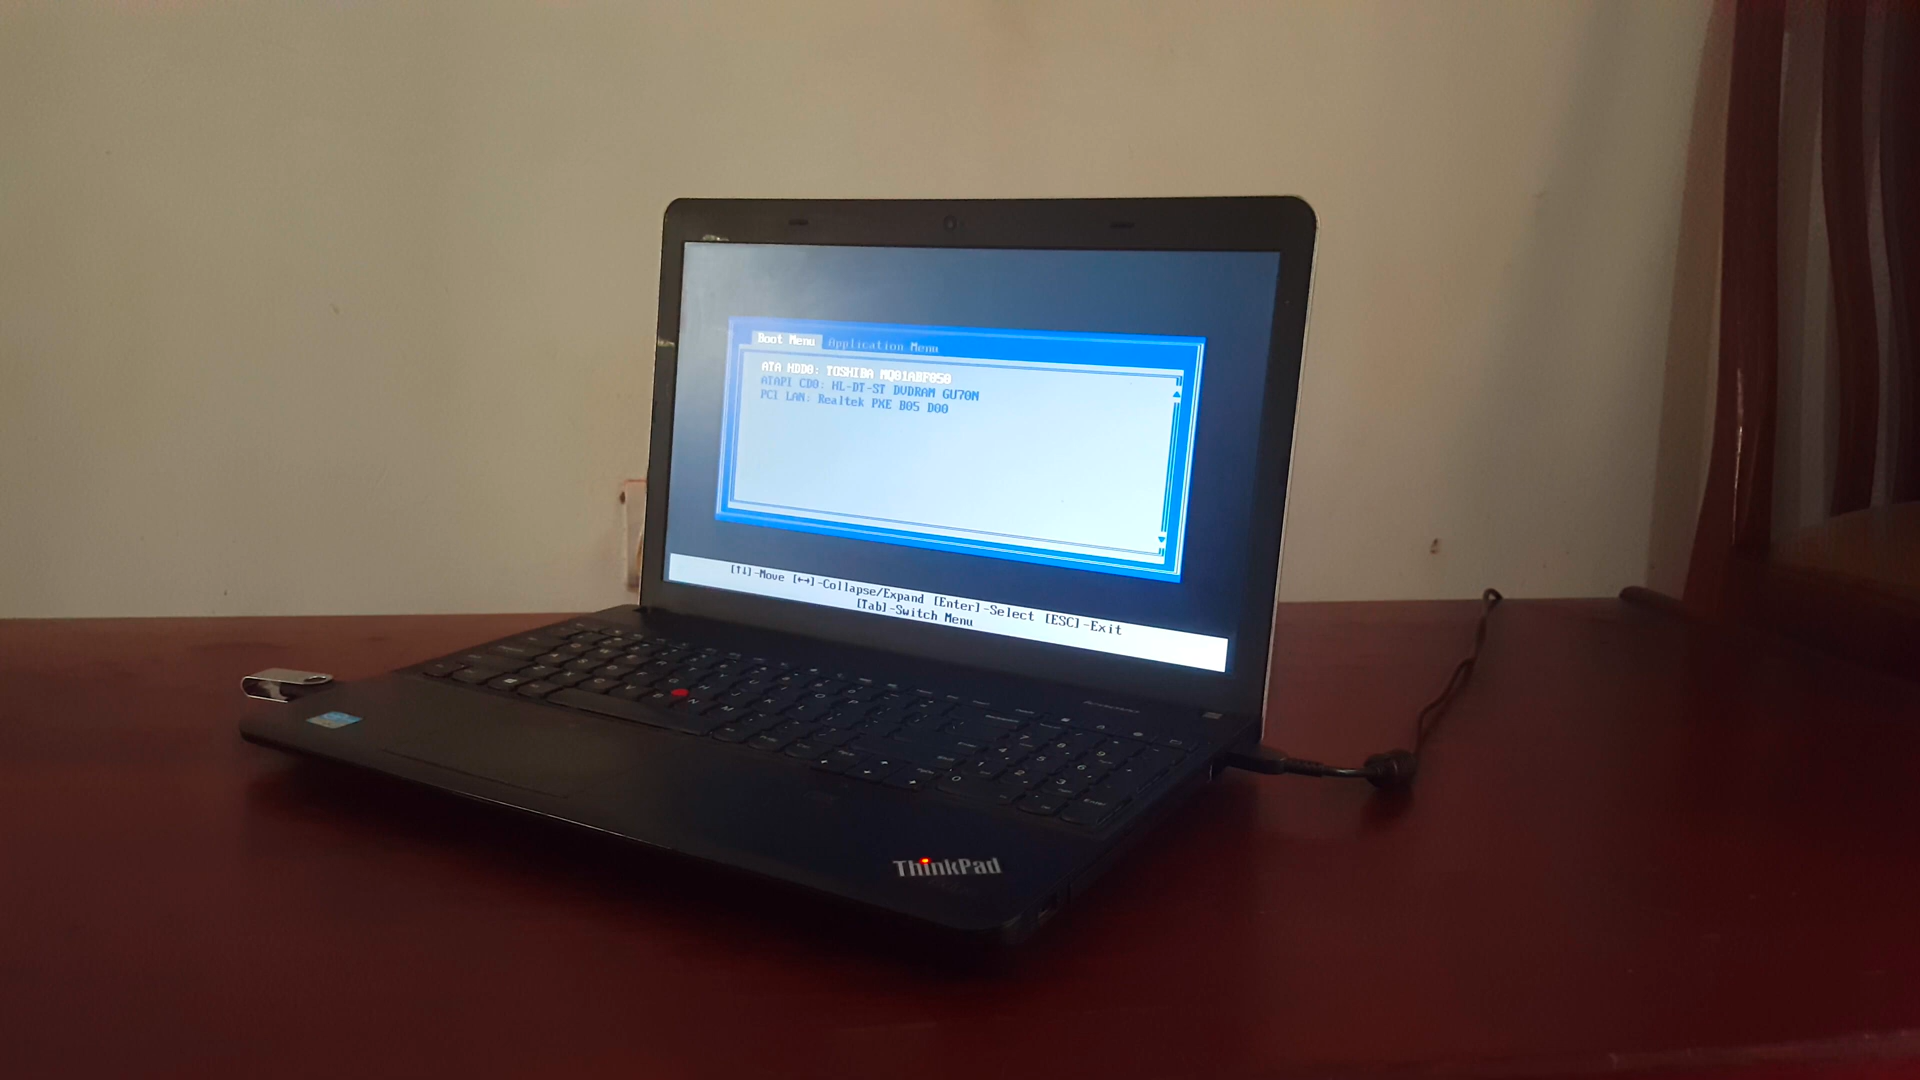 Boot Menu Application Menu
ATA HDD0: TOSHIBA MQ01ABF050
ATAPI CD0: HL-DT-ST DVDRAM GU70N
PCI LAN: Realtek PXE B05 D00
[↑↓]-Move [↔]-Collapse/Expand [Enter]-Select [ESC]-Exit
[Tab]-Switch Menu
ThinkPad